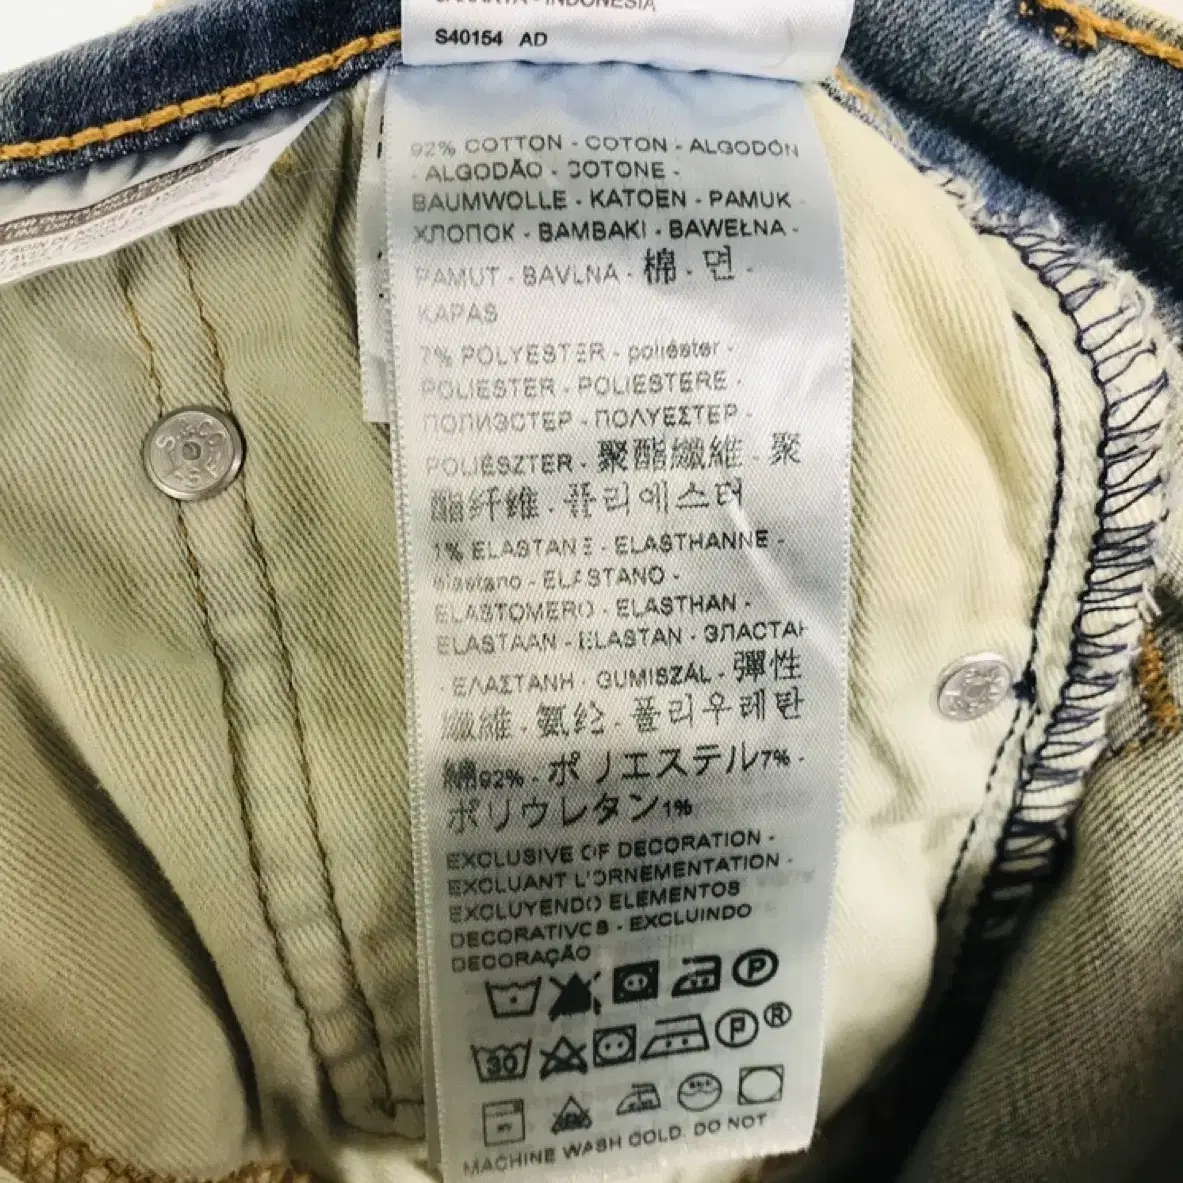 JAKARTA - INDONESIA
S40154 AD
92% COTTON - COTON - ALGODÓN
- ALGODÃO - COTONE -
BAUMWOLLE - KATOEN - PAMUK -
ХЛОПОК - BAMBAKI - BAWEŁNA -
PAMUT - BAVLNA - 棉 - 면 -
KAPAS
7% POLYESTER - poliéster -
POLIESTER - POLIESTERE -
ПОЛИЭСТЕР - ΠΟΛΥΕΣΤΕΡ -
POLIÉSZTER - 聚酯纖維 - 聚
酯纤维 - 폴리에스터
1% ELASTANE - ELASTHANNE -
elastano - ELASTANO -
ELASTOMERO - ELASTHAN -
ELASTAAN - ELASTAN - ЭЛАСТАН
- ΕΛΑΣΤΑΝΗ - GUMISZÁL - 彈性
纖維 - 氨纶 - 폴리우레탄
綿92% - ポリエステル7% -
ポリウレタン1%
EXCLUSIVE OF DECORATION -
EXCLUANT L'ORNEMENTATION -
EXCLUYENDO ELEMENTOS
DECORATIVOS - EXCLUINDO
DECORAÇÃO
P
30 P ®
MACHINE WASH COLD. DO NOT